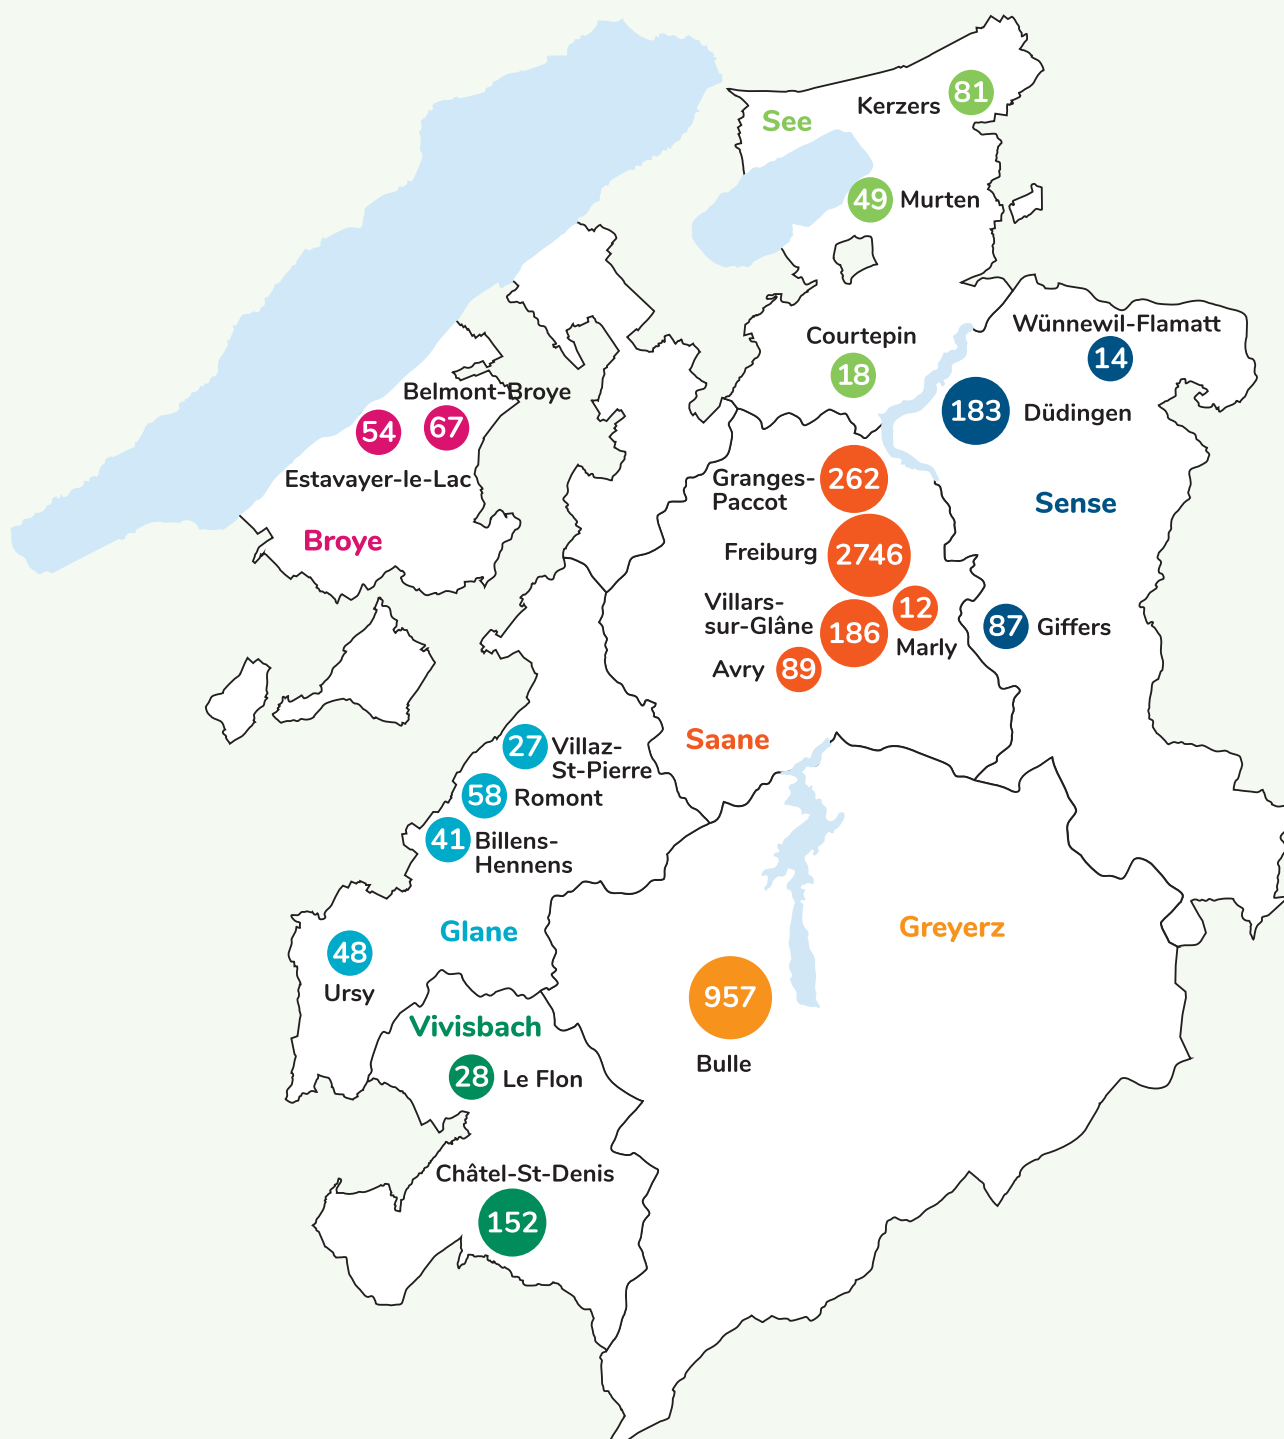 81
Kerzers
See
49 Murten
Courtepin
18
Wünnewil-Flamatt
14
183 Düdingen
Belmont-Broye
54 67
Estavayer-le-Lac
Broye
Granges-
Paccot
262
Sense
Freiburg 2746
Villars-
sur-Glâne
186
12
Marly
87 Giffers
Avry 89
Saane
27 Villaz-
St-Pierre
58 Romont
41 Billens-
Hennens
Glane
48
Ursy
Greyerz
957
Bulle
Vivisbach
28 Le Flon
Châtel-St-Denis
152